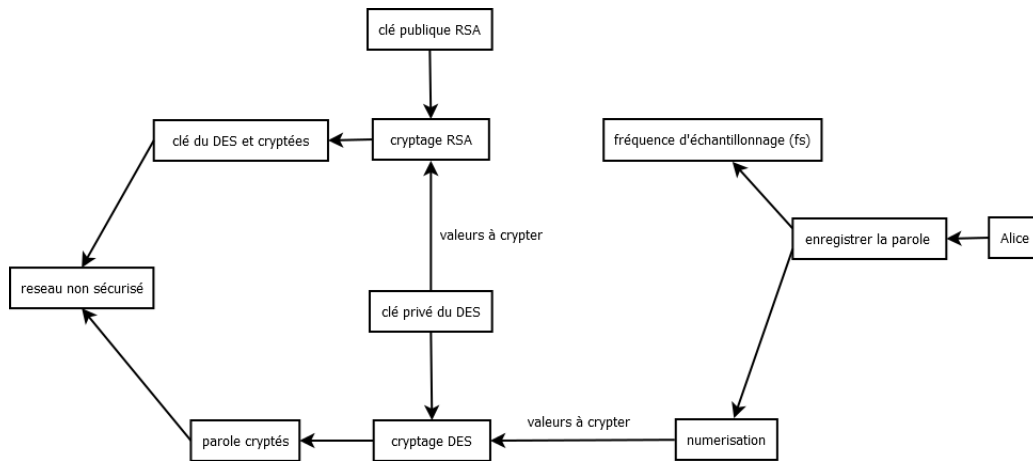 clé publique RSA
clé du DES et cryptées
cryptage RSA
fréquence d'échantillonnage (fs)
valeurs à crypter
enregistrer la parole
Alice
reseau non sécurisé
clé privé du DES
valeurs à crypter
parole cryptés
cryptage DES
numerisation